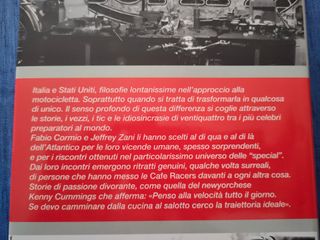 Italia e Stati Uniti, filosofie lontanissime nell'approccio alla
motocicletta. Soprattutto quando si tratta di trasformarla in qualcosa
di unico. Il senso profondo di questa differenza si coglie attraverso
le storie, i vezzi, i tic e le idiosincrasie di ventiquattro tra i più celebri
preparatori al mondo.
Fabio Cormio e Jeffrey Zani li hanno scelti al di qua e al di là
dell'Atlantico per le loro vicende umane, spesso sorprendenti,
e per i riscontri ottenuti nel particolarissimo universo delle "special".
Dai loro incontri emergono ritratti genuini, qualche volta surreali,
di persone che hanno messo le Cafe Racers davanti a ogni altra cosa.
Storie di passione divorante, come quella del newyorchese
Kenny Cummings che afferma: «Penso alla velocità tutto il giorno.
Se devo camminare dalla cucina al salotto cerco la traiettoria ideale».